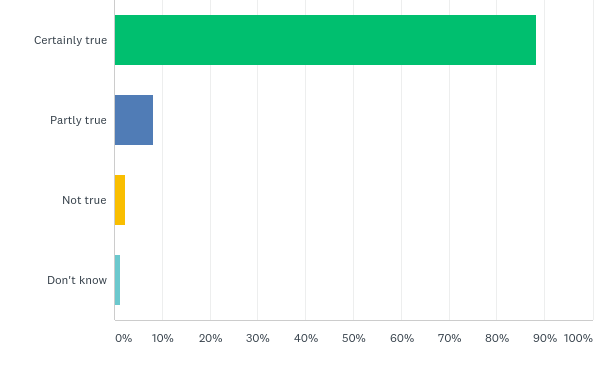 Certainly true
Partly true
Not true
Don't know
0% 10% 20% 30% 40% 50% 60% 70% 80% 90% 100%